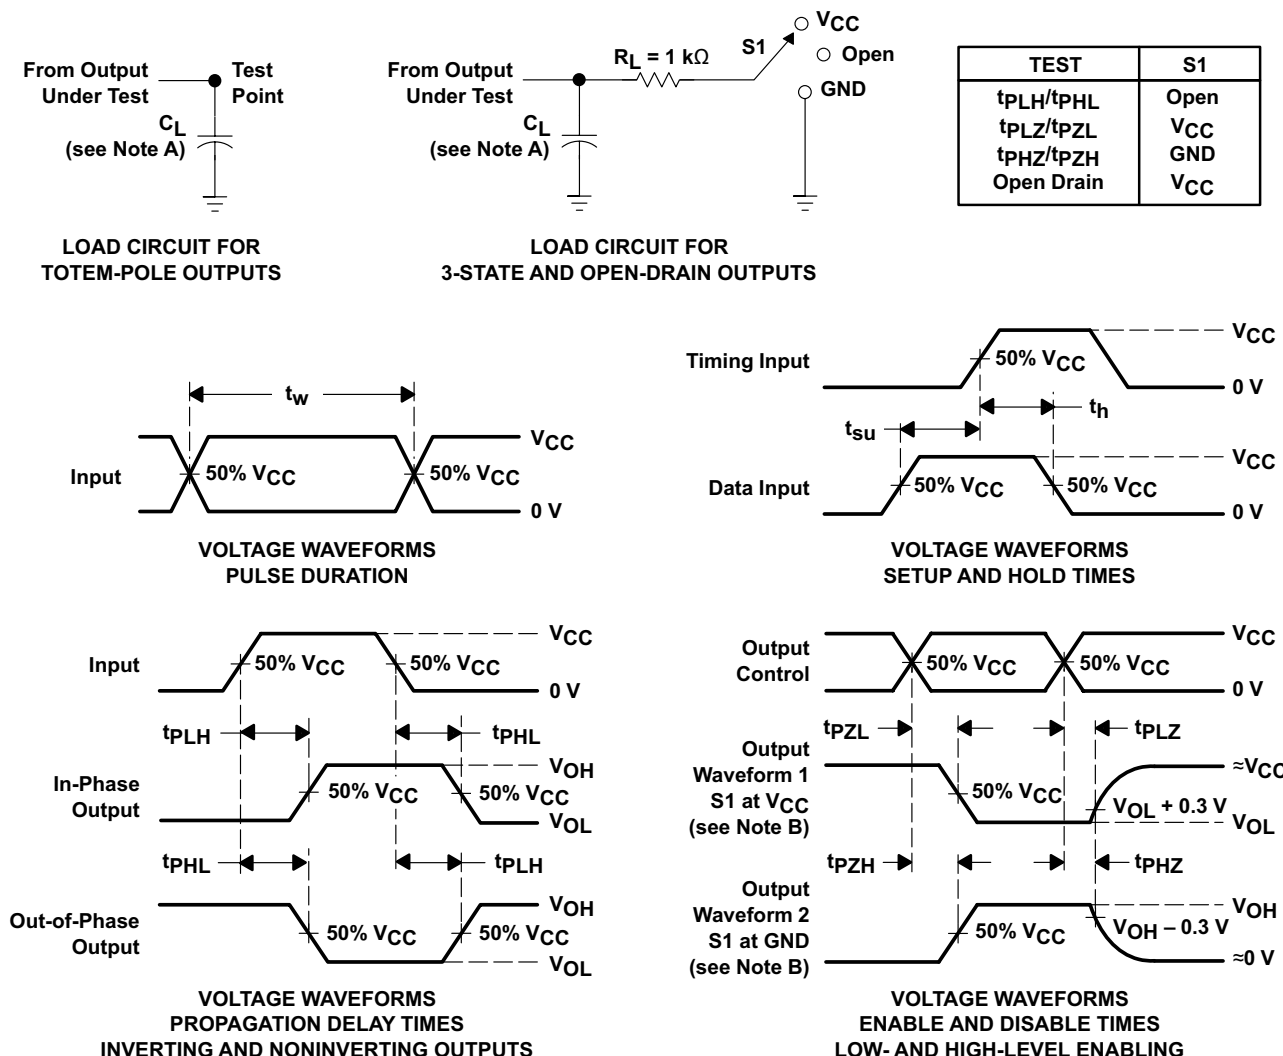 From Output
Under Test
Test
Point
CL
(see Note A)
LOAD CIRCUIT FOR
TOTEM-POLE OUTPUTS
From Output
Under Test
RL = 1 kΩ
S1
VCC
Open
GND
CL
(see Note A)
LOAD CIRCUIT FOR
3-STATE AND OPEN-DRAIN OUTPUTS
TEST S1
tPLH/tPHL Open
tPLZ/tPZL VCC
tPHZ/tPZH GND
Open Drain VCC
tw
Input
50% VCC
50% VCC
VCC
0 V
VOLTAGE WAVEFORMS
PULSE DURATION
Timing Input
50% VCC
VCC
0 V
tsu
th
Data Input
50% VCC
50% VCC
VCC
0 V
VOLTAGE WAVEFORMS
SETUP AND HOLD TIMES
Input
50% VCC
50% VCC
VCC
0 V
tPLH
tPHL
In-Phase
Output
50% VCC
50% VCC
VOH
VOL
tPHL
tPLH
Out-of-Phase
Output
50% VCC
50% VCC
VOH
VOL
VOLTAGE WAVEFORMS
PROPAGATION DELAY TIMES
INVERTING AND NONINVERTING OUTPUTS
Output
Control
50% VCC
50% VCC
VCC
0 V
tPZL
tPLZ
Output
Waveform 1
S1 at VCC
(see Note B)
50% VCC
≈VCC
VOL + 0.3 V
VOL
tPZH
tPHZ
Output
Waveform 2
S1 at GND
(see Note B)
50% VCC
VOH
VOH – 0.3 V
≈0 V
VOLTAGE WAVEFORMS
ENABLE AND DISABLE TIMES
LOW- AND HIGH-LEVEL ENABLING